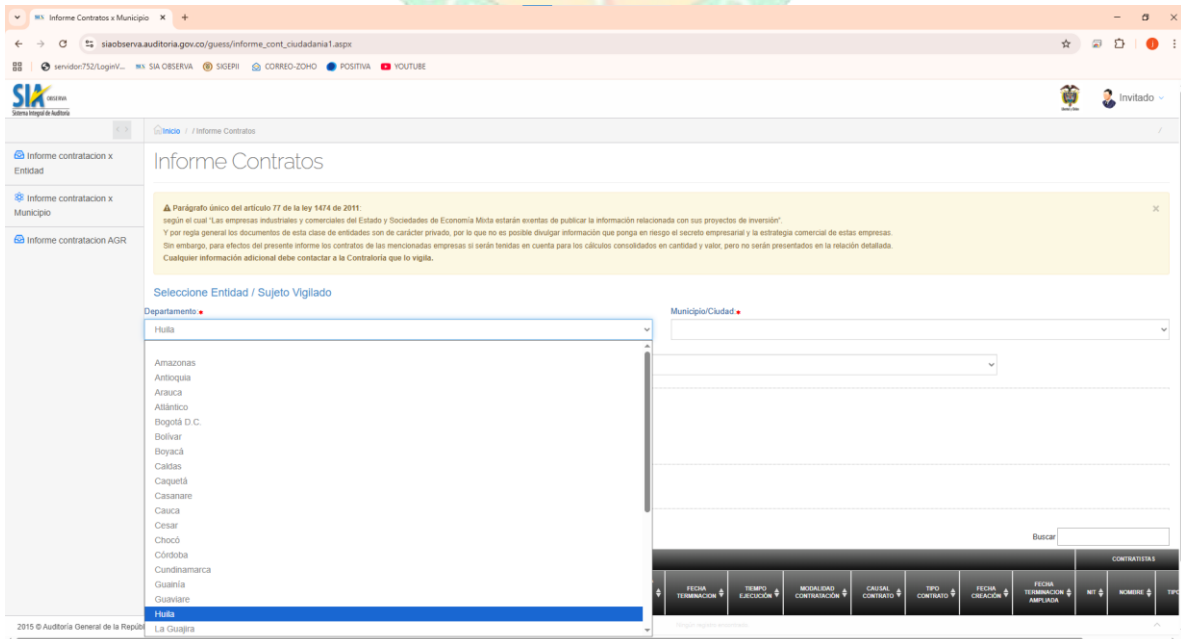 Informe Contratos x Municipio
siaobserva.auditoria.gov.co/guess/informe_cont_ciudadania1.aspx
servidor:752/LoginV... SIA OBSERVA SIGEPII CORREO-ZOHO POSITIVA YOUTUBE
SIA OBSERVA
Sistema Integral de Auditoría
Invitado
Inicio / / Informe Contratos
Informe contratacion x Entidad
Informe contratacion x Municipio
Informe contratacion AGR
Informe Contratos
Parágrafo único del artículo 77 de la ley 1474 de 2011:
según el cual "Las empresas industriales y comerciales del Estado y Sociedades de Economía Mixta estarán exentas de publicar la información relacionada con sus proyectos de inversión".
Y por regla general los documentos de esta clase de entidades son de carácter privado, por lo que no es posible divulgar información que ponga en riesgo el secreto empresarial y la estrategia comercial de estas empresas.
Sin embargo, para efectos del presente informe los contratos de las mencionadas empresas si serán tenidas en cuenta para los cálculos consolidados en cantidad y valor, pero no serán presentados en la relación detallada.
Cualquier información adicional debe contactar a la Contraloría que lo vigila.
Seleccione Entidad / Sujeto Vigilado
Departamento:
Municipio/Ciudad:
Huila
Amazonas
Antioquia
Arauca
Atlántico
Bogotá D.C.
Bolívar
Boyacá
Caldas
Caquetá
Casanare
Cauca
Cesar
Chocó
Córdoba
Cundinamarca
Guainía
Guaviare
Huila
La Guajira
Buscar
CONTRATISTAS
FECHA TERMINACION
TIEMPO EJECUCIÓN
MODALIDAD CONTRATACIÓN
CAUSAL CONTRATO
TIPO CONTRATO
FECHA CREACIÓN
FECHA TERMINACION AMPLIADA
NIT
NOMBRE
TIPO
2015 © Auditoría General de la Repúbl